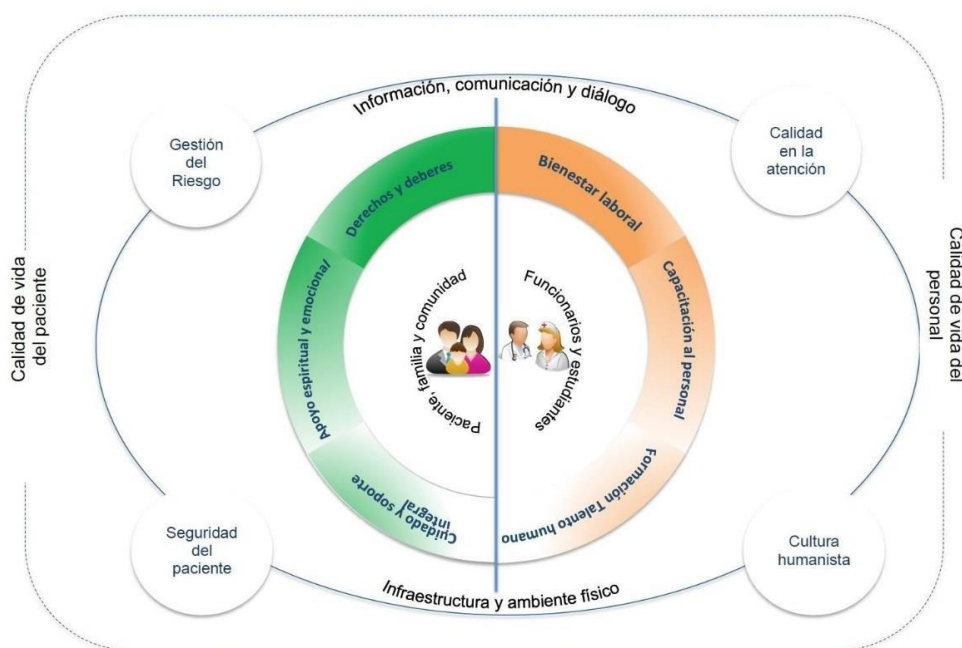 Información, comunicación y diálogo
Gestión
del
Riesgo
Calidad
en la
atención
Derechos y deberes
Bienestar laboral
Apoyo espiritual y emocional
Capacitación al personal
Calidad de vida
del paciente
Paciente, familia y comunidad
Funcionarios y estudiantes
Calidad de vida del
personal
Cuidado y soporte
integral
Formación Talento humano
Seguridad
del
paciente
Cultura
humanista
Infraestructura y ambiente físico